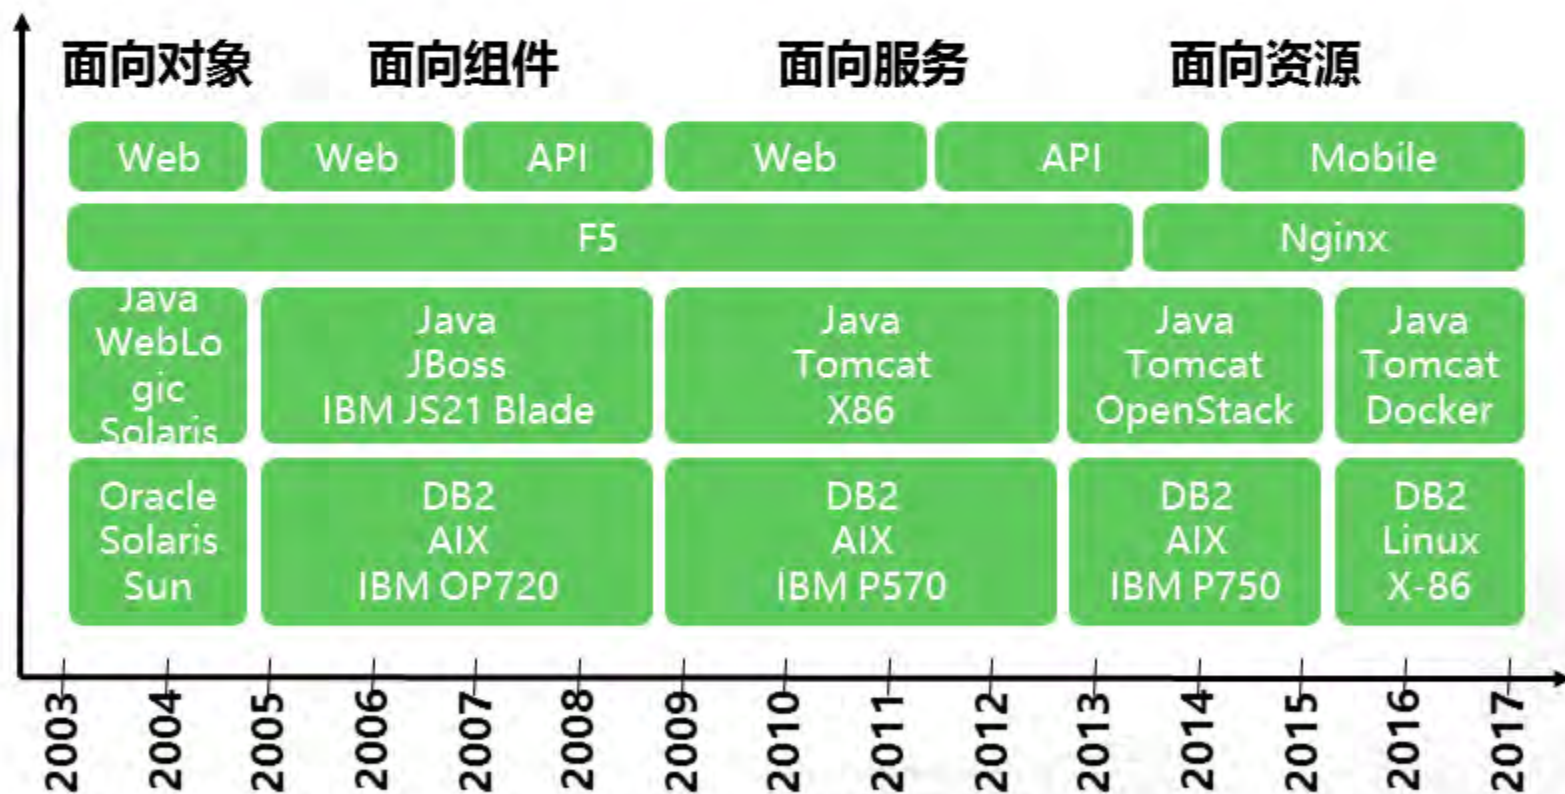 面向对象 面向组件 面向服务 面向资源
Web Web API Web API Mobile
F5 Nginx
Java
WebLo
gic
Solaris
Java
JBoss
IBM JS21 Blade
Java
Tomcat
X86
Java
Tomcat
OpenStack
Java
Tomcat
Docker
Oracle
Solaris
Sun
DB2
AIX
IBM OP720
DB2
AIX
IBM P570
DB2
AIX
IBM P750
DB2
Linux
X-86
2003 2004 2005 2006 2007 2008 2009 2010 2011 2012 2013 2014 2015 2016 2017